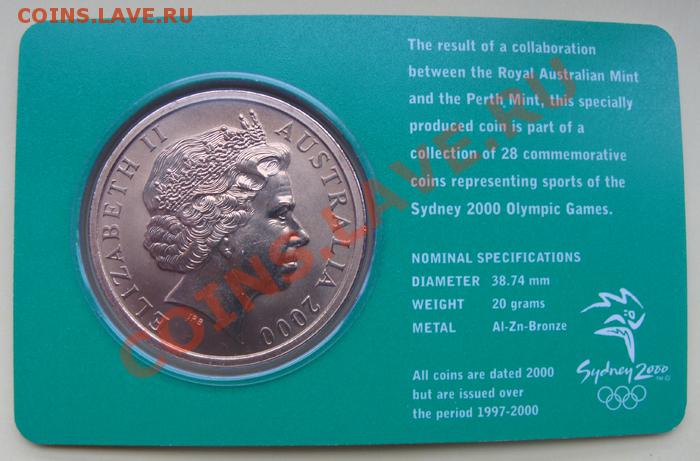 COINS.LAVE.RU
The result of a collaboration
between the Royal Australian Mint
and the Perth Mint, this specially
produced coin is part of a
collection of 28 commemorative
coins representing sports of the
Sydney 2000 Olympic Games.
NOMINAL SPECIFICATIONS
DIAMETER 38.74 mm
WEIGHT 20 grams
METAL Al-Zn-Bronze
All coins are dated 2000
but are issued over
the period 1997-2000
ELIZABETH II AUSTRALIA 2000
JPB
Sydney 2000
TM ©
COINS.LAVE.RU